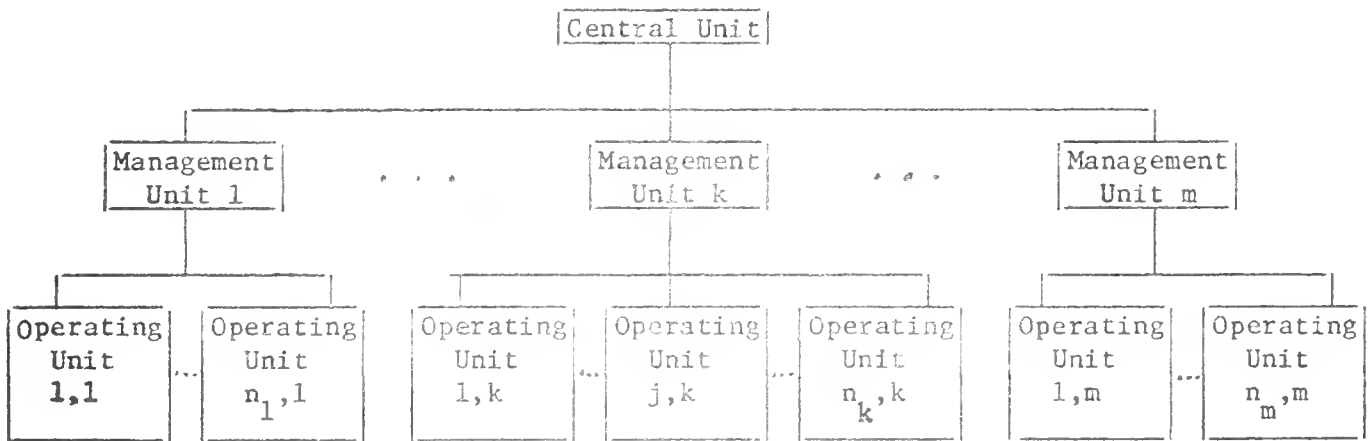 Central Unit
Management
Unit 1
. . .
Management
Unit k
. . .
Management
Unit m
Operating
Unit
1,1
...
Operating
Unit
n1,1
Operating
Unit
1,k
...
Operating
Unit
j,k
...
Operating
Unit
nk,k
Operating
Unit
1,m
...
Operating
Unit
nm,m